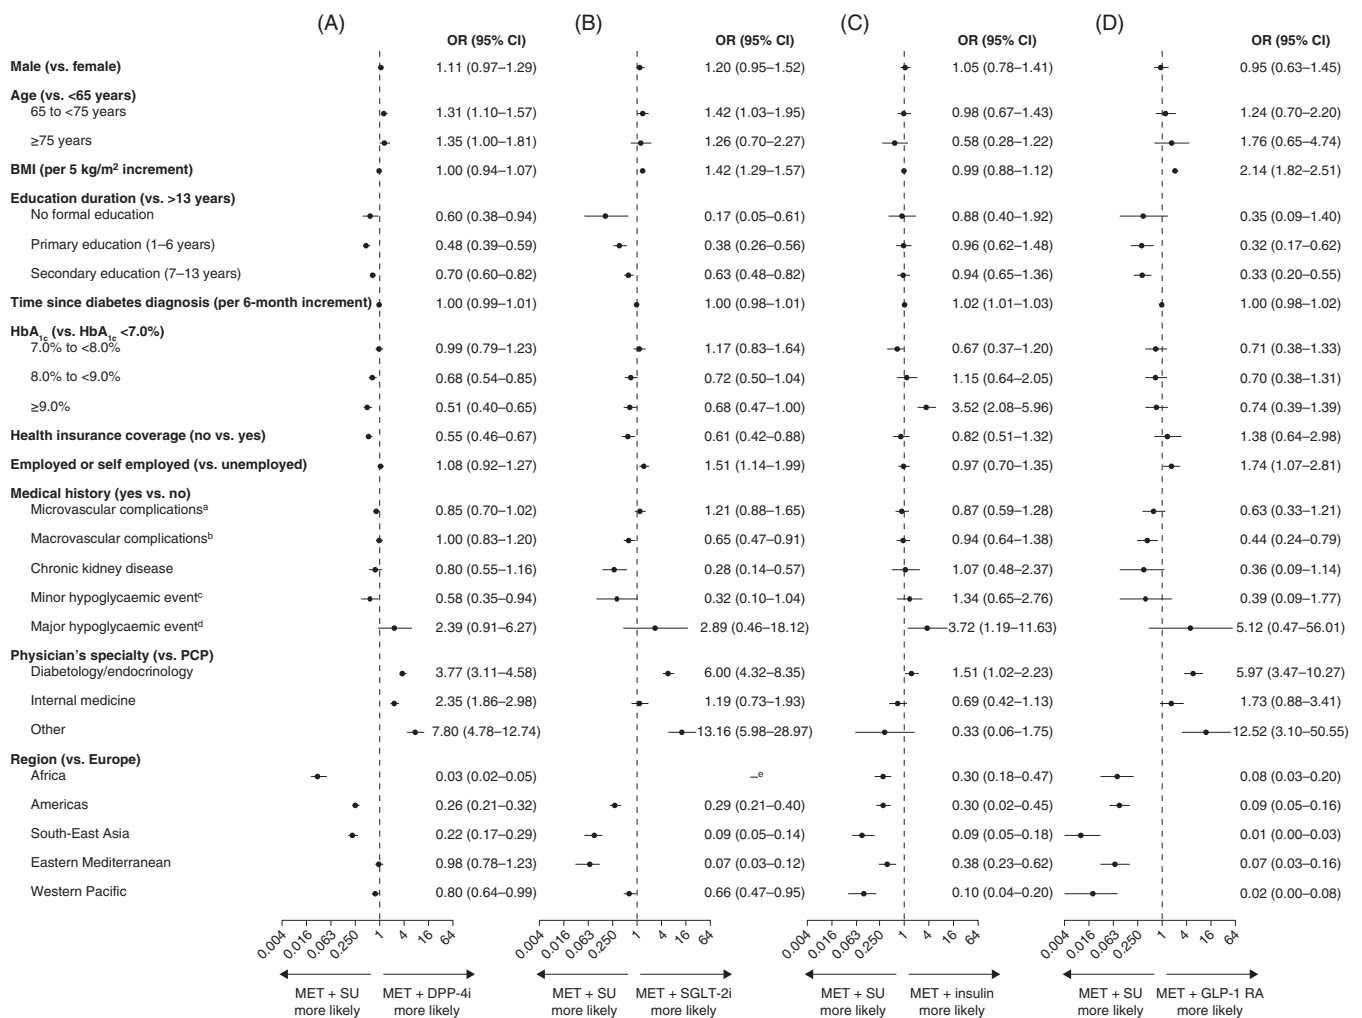 (A) (B) (C) (D)
OR (95% CI) OR (95% CI) OR (95% CI) OR (95% CI)
Male (vs. female) 1.11 (0.97–1.29) 1.20 (0.95–1.52) 1.05 (0.78–1.41) 0.95 (0.63–1.45)
Age (vs. <65 years)
65 to <75 years 1.31 (1.10–1.57) 1.42 (1.03–1.95) 0.98 (0.67–1.43) 1.24 (0.70–2.20)
≥75 years 1.35 (1.00–1.81) 1.26 (0.70–2.27) 0.58 (0.28–1.22) 1.76 (0.65–4.74)
BMI (per 5 kg/m² increment) 1.00 (0.94–1.07) 1.42 (1.29–1.57) 0.99 (0.88–1.12) 2.14 (1.82–2.51)
Education duration (vs. >13 years)
No formal education 0.60 (0.38–0.94) 0.17 (0.05–0.61) 0.88 (0.40–1.92) 0.35 (0.09–1.40)
Primary education (1–6 years) 0.48 (0.39–0.59) 0.38 (0.26–0.56) 0.96 (0.62–1.48) 0.32 (0.17–0.62)
Secondary education (7–13 years) 0.70 (0.60–0.82) 0.63 (0.48–0.82) 0.94 (0.65–1.36) 0.33 (0.20–0.55)
Time since diabetes diagnosis (per 6-month increment) 1.00 (0.99–1.01) 1.00 (0.98–1.01) 1.02 (1.01–1.03) 1.00 (0.98–1.02)
HbA₁c (vs. HbA₁c <7.0%)
7.0% to <8.0% 0.99 (0.79–1.23) 1.17 (0.83–1.64) 0.67 (0.37–1.20) 0.71 (0.38–1.33)
8.0% to <9.0% 0.68 (0.54–0.85) 0.72 (0.50–1.04) 1.15 (0.64–2.05) 0.70 (0.38–1.31)
≥9.0% 0.51 (0.40–0.65) 0.68 (0.47–1.00) 3.52 (2.08–5.96) 0.74 (0.39–1.39)
Health insurance coverage (no vs. yes) 0.55 (0.46–0.67) 0.61 (0.42–0.88) 0.82 (0.51–1.32) 1.38 (0.64–2.98)
Employed or self employed (vs. unemployed) 1.08 (0.92–1.27) 1.51 (1.14–1.99) 0.97 (0.70–1.35) 1.74 (1.07–2.81)
Medical history (yes vs. no)
Microvascular complicationsᵃ 0.85 (0.70–1.02) 1.21 (0.88–1.65) 0.87 (0.59–1.28) 0.63 (0.33–1.21)
Macrovascular complicationsᵇ 1.00 (0.83–1.20) 0.65 (0.47–0.91) 0.94 (0.64–1.38) 0.44 (0.24–0.79)
Chronic kidney disease 0.80 (0.55–1.16) 0.28 (0.14–0.57) 1.07 (0.48–2.37) 0.36 (0.09–1.14)
Minor hypoglycaemic eventᶜ 0.58 (0.35–0.94) 0.32 (0.10–1.04) 1.34 (0.65–2.76) 0.39 (0.09–1.77)
Major hypoglycaemic eventᵈ 2.39 (0.91–6.27) 2.89 (0.46–18.12) 3.72 (1.19–11.63) 5.12 (0.47–56.01)
Physician's specialty (vs. PCP)
Diabetology/endocrinology 3.77 (3.11–4.58) 6.00 (4.32–8.35) 1.51 (1.02–2.23) 5.97 (3.47–10.27)
Internal medicine 2.35 (1.86–2.98) 1.19 (0.73–1.93) 0.69 (0.42–1.13) 1.73 (0.88–3.41)
Other 7.80 (4.78–12.74) 13.16 (5.98–28.97) 0.33 (0.06–1.75) 12.52 (3.10–50.55)
Region (vs. Europe)
Africa 0.03 (0.02–0.05) –ᵉ 0.30 (0.18–0.47) 0.08 (0.03–0.20)
Americas 0.26 (0.21–0.32) 0.29 (0.21–0.40) 0.30 (0.02–0.45) 0.09 (0.05–0.16)
South-East Asia 0.22 (0.17–0.29) 0.09 (0.05–0.14) 0.09 (0.05–0.18) 0.01 (0.00–0.03)
Eastern Mediterranean 0.98 (0.78–1.23) 0.07 (0.03–0.12) 0.38 (0.23–0.62) 0.07 (0.03–0.16)
Western Pacific 0.80 (0.64–0.99) 0.66 (0.47–0.95) 0.10 (0.04–0.20) 0.02 (0.00–0.08)
0.004 0.016 0.063 0.250 1 4 16 64 0.004 0.016 0.063 0.250 1 4 16 64 0.004 0.016 0.063 0.250 1 4 16 64 0.004 0.016 0.063 0.250 1 4 16 64
MET + SU MET + DPP-4i MET + SU MET + SGLT-2i MET + SU MET + insulin MET + SU MET + GLP-1 RA
more likely more likely more likely more likely more likely more likely more likely more likely